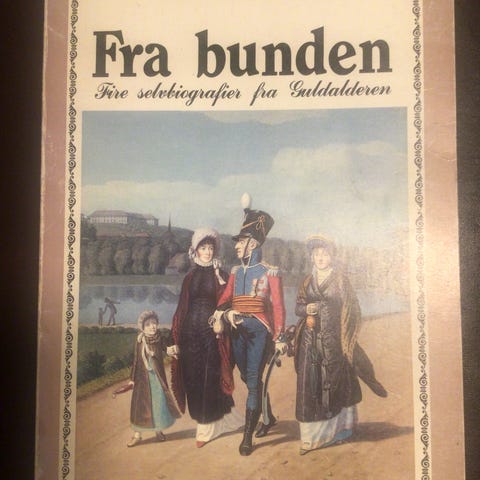 Fra bunden
Fire selvbiografier fra Guldalderen